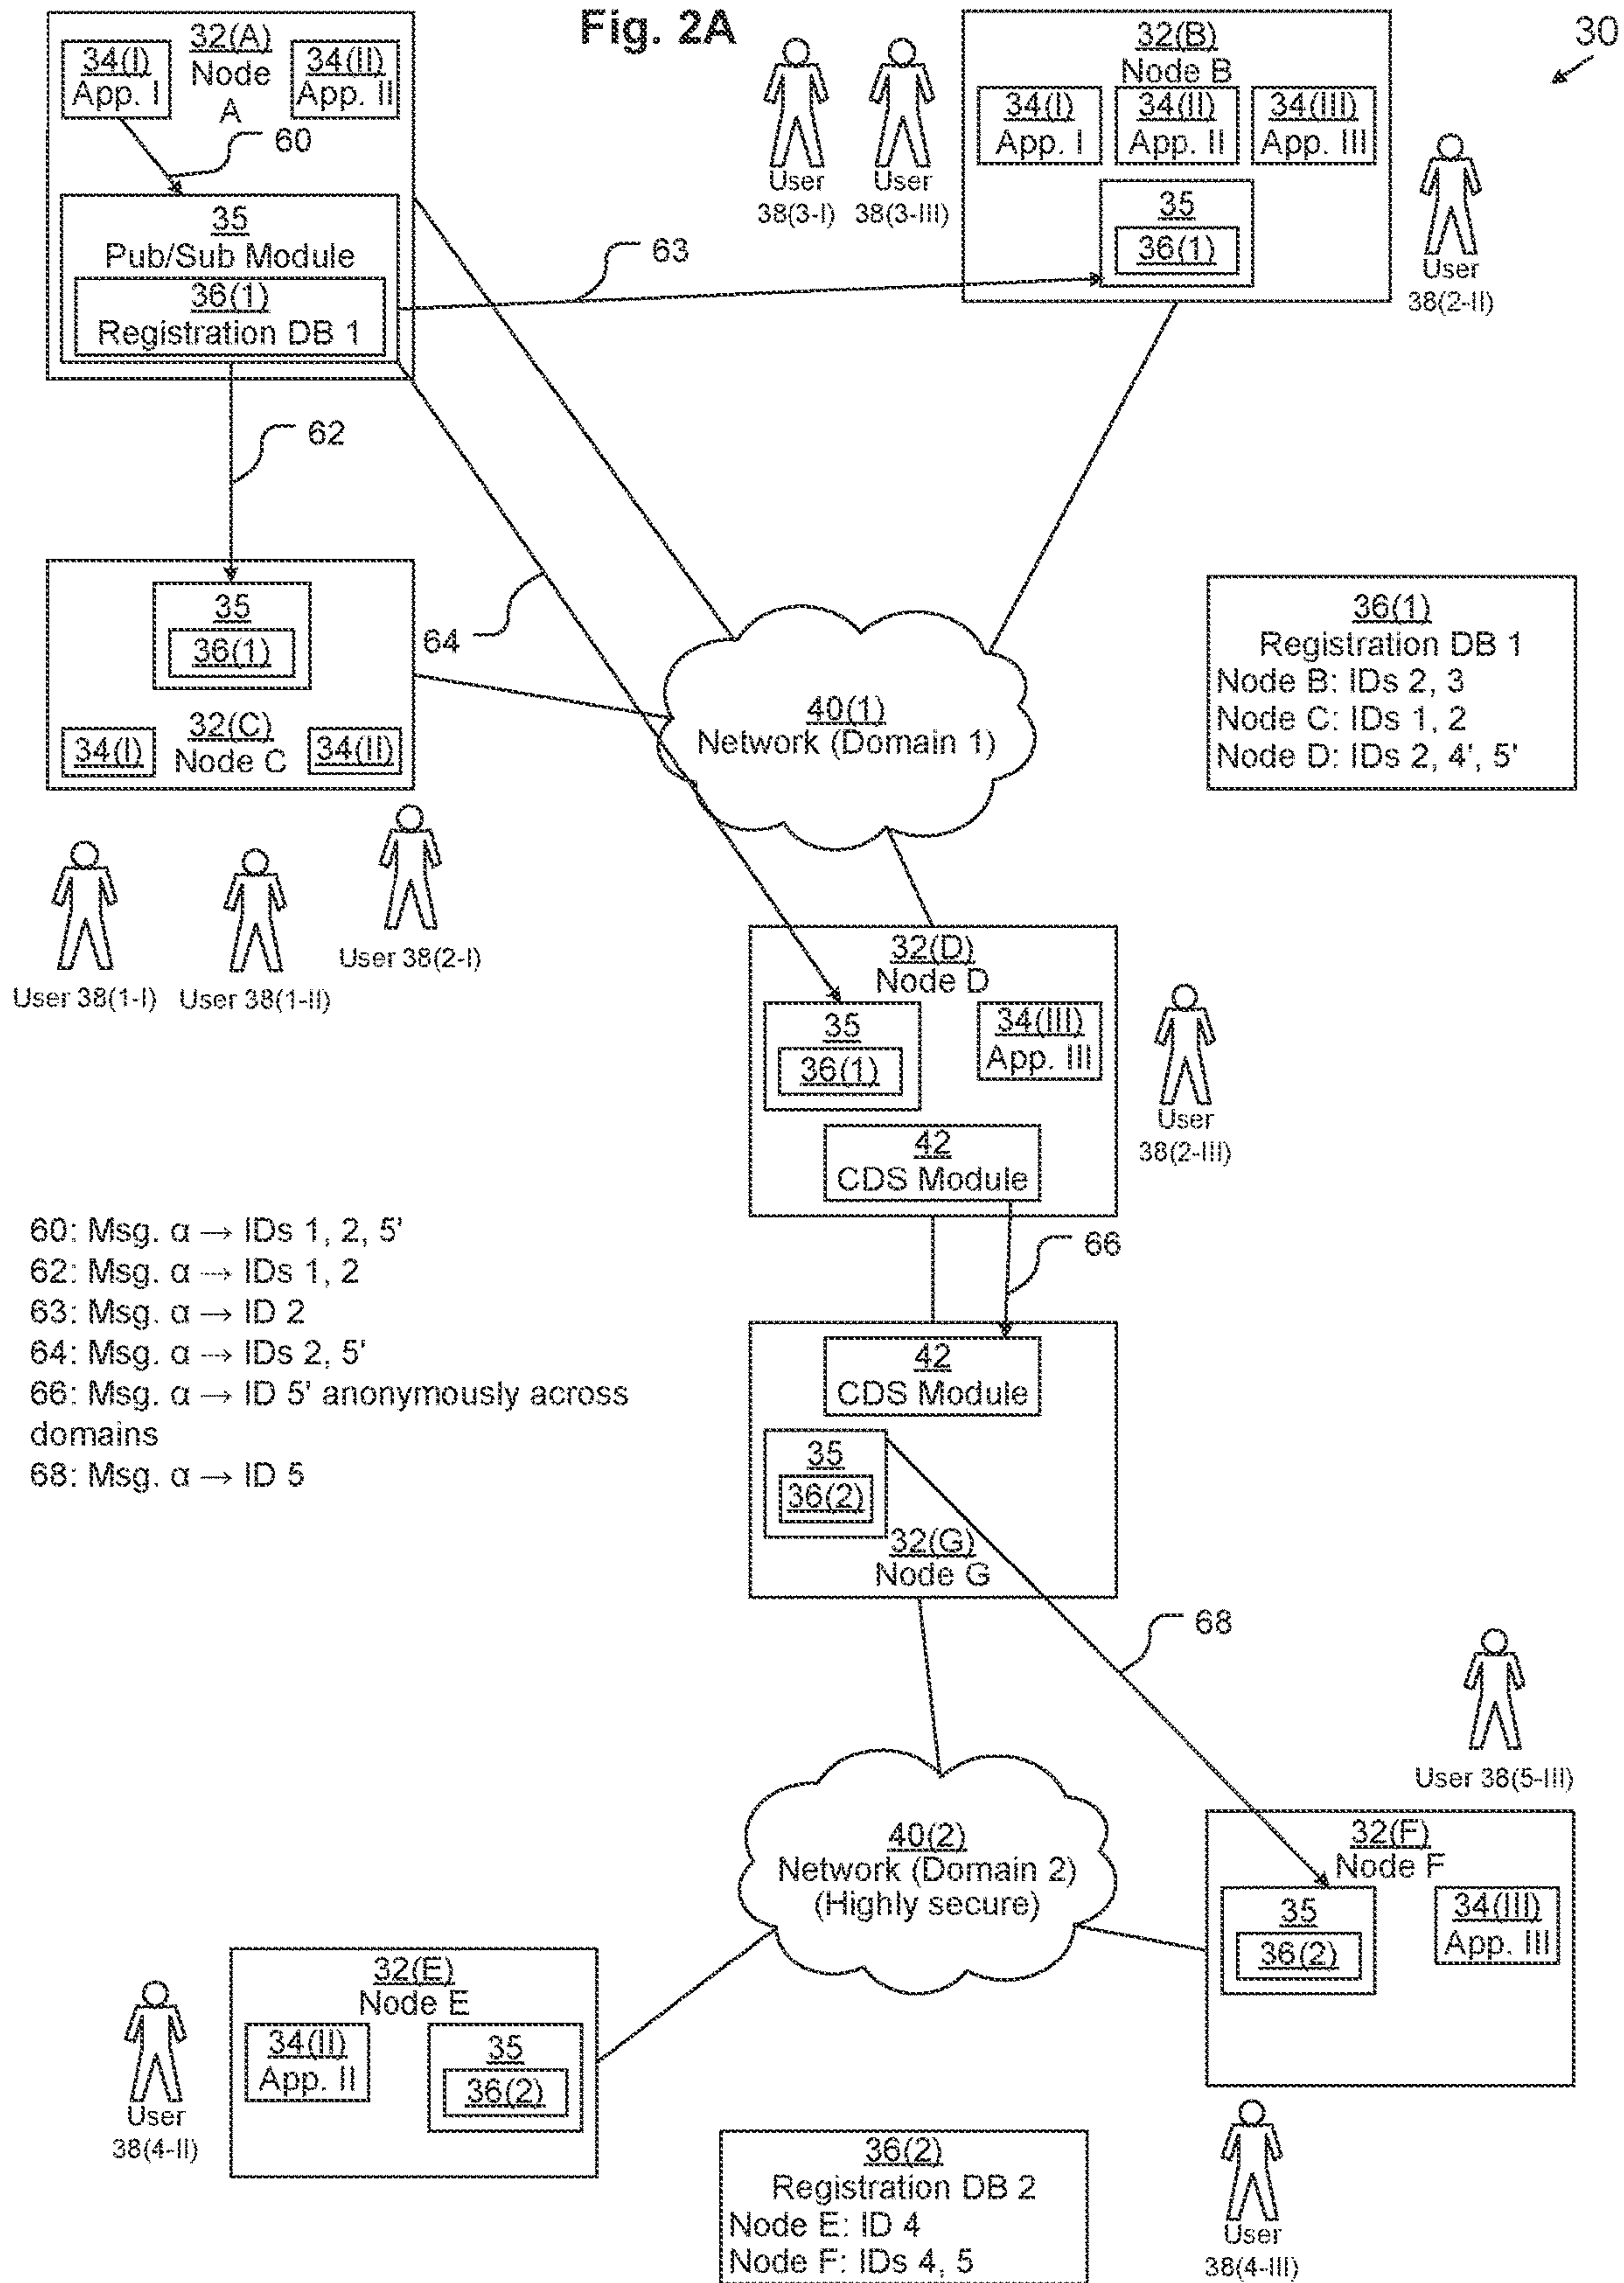 Fig. 2A
30
32(A)
Node
A
34(I)
App. I
34(II)
App. II
60
35
Pub/Sub Module
36(1)
Registration DB 1
63
62
64
User
38(3-I)
User
38(3-III)
32(B)
Node B
34(I)
App. I
34(II)
App. II
34(III)
App. III
35
36(1)
User
38(2-II)
35
36(1)
32(C)
Node C
34(I)
34(II)
User 38(1-I)
User 38(1-II)
User 38(2-I)
40(1)
Network (Domain 1)
36(1)
Registration DB 1
Node B: IDs 2, 3
Node C: IDs 1, 2
Node D: IDs 2, 4', 5'
32(D)
Node D
35
36(1)
34(III)
App. III
42
CDS Module
User
38(2-III)
66
60: Msg. α → IDs 1, 2, 5'
62: Msg. α → IDs 1, 2
63: Msg. α → ID 2
64: Msg. α → IDs 2, 5'
66: Msg. α → ID 5' anonymously across
domains
68: Msg. α → ID 5
42
CDS Module
35
36(2)
32(G)
Node G
68
User 38(5-III)
40(2)
Network (Domain 2)
(Highly secure)
32(F)
Node F
35
36(2)
34(III)
App. III
32(E)
Node E
34(II)
App. II
35
36(2)
User
38(4-II)
36(2)
Registration DB 2
Node E: ID 4
Node F: IDs 4, 5
User
38(4-III)